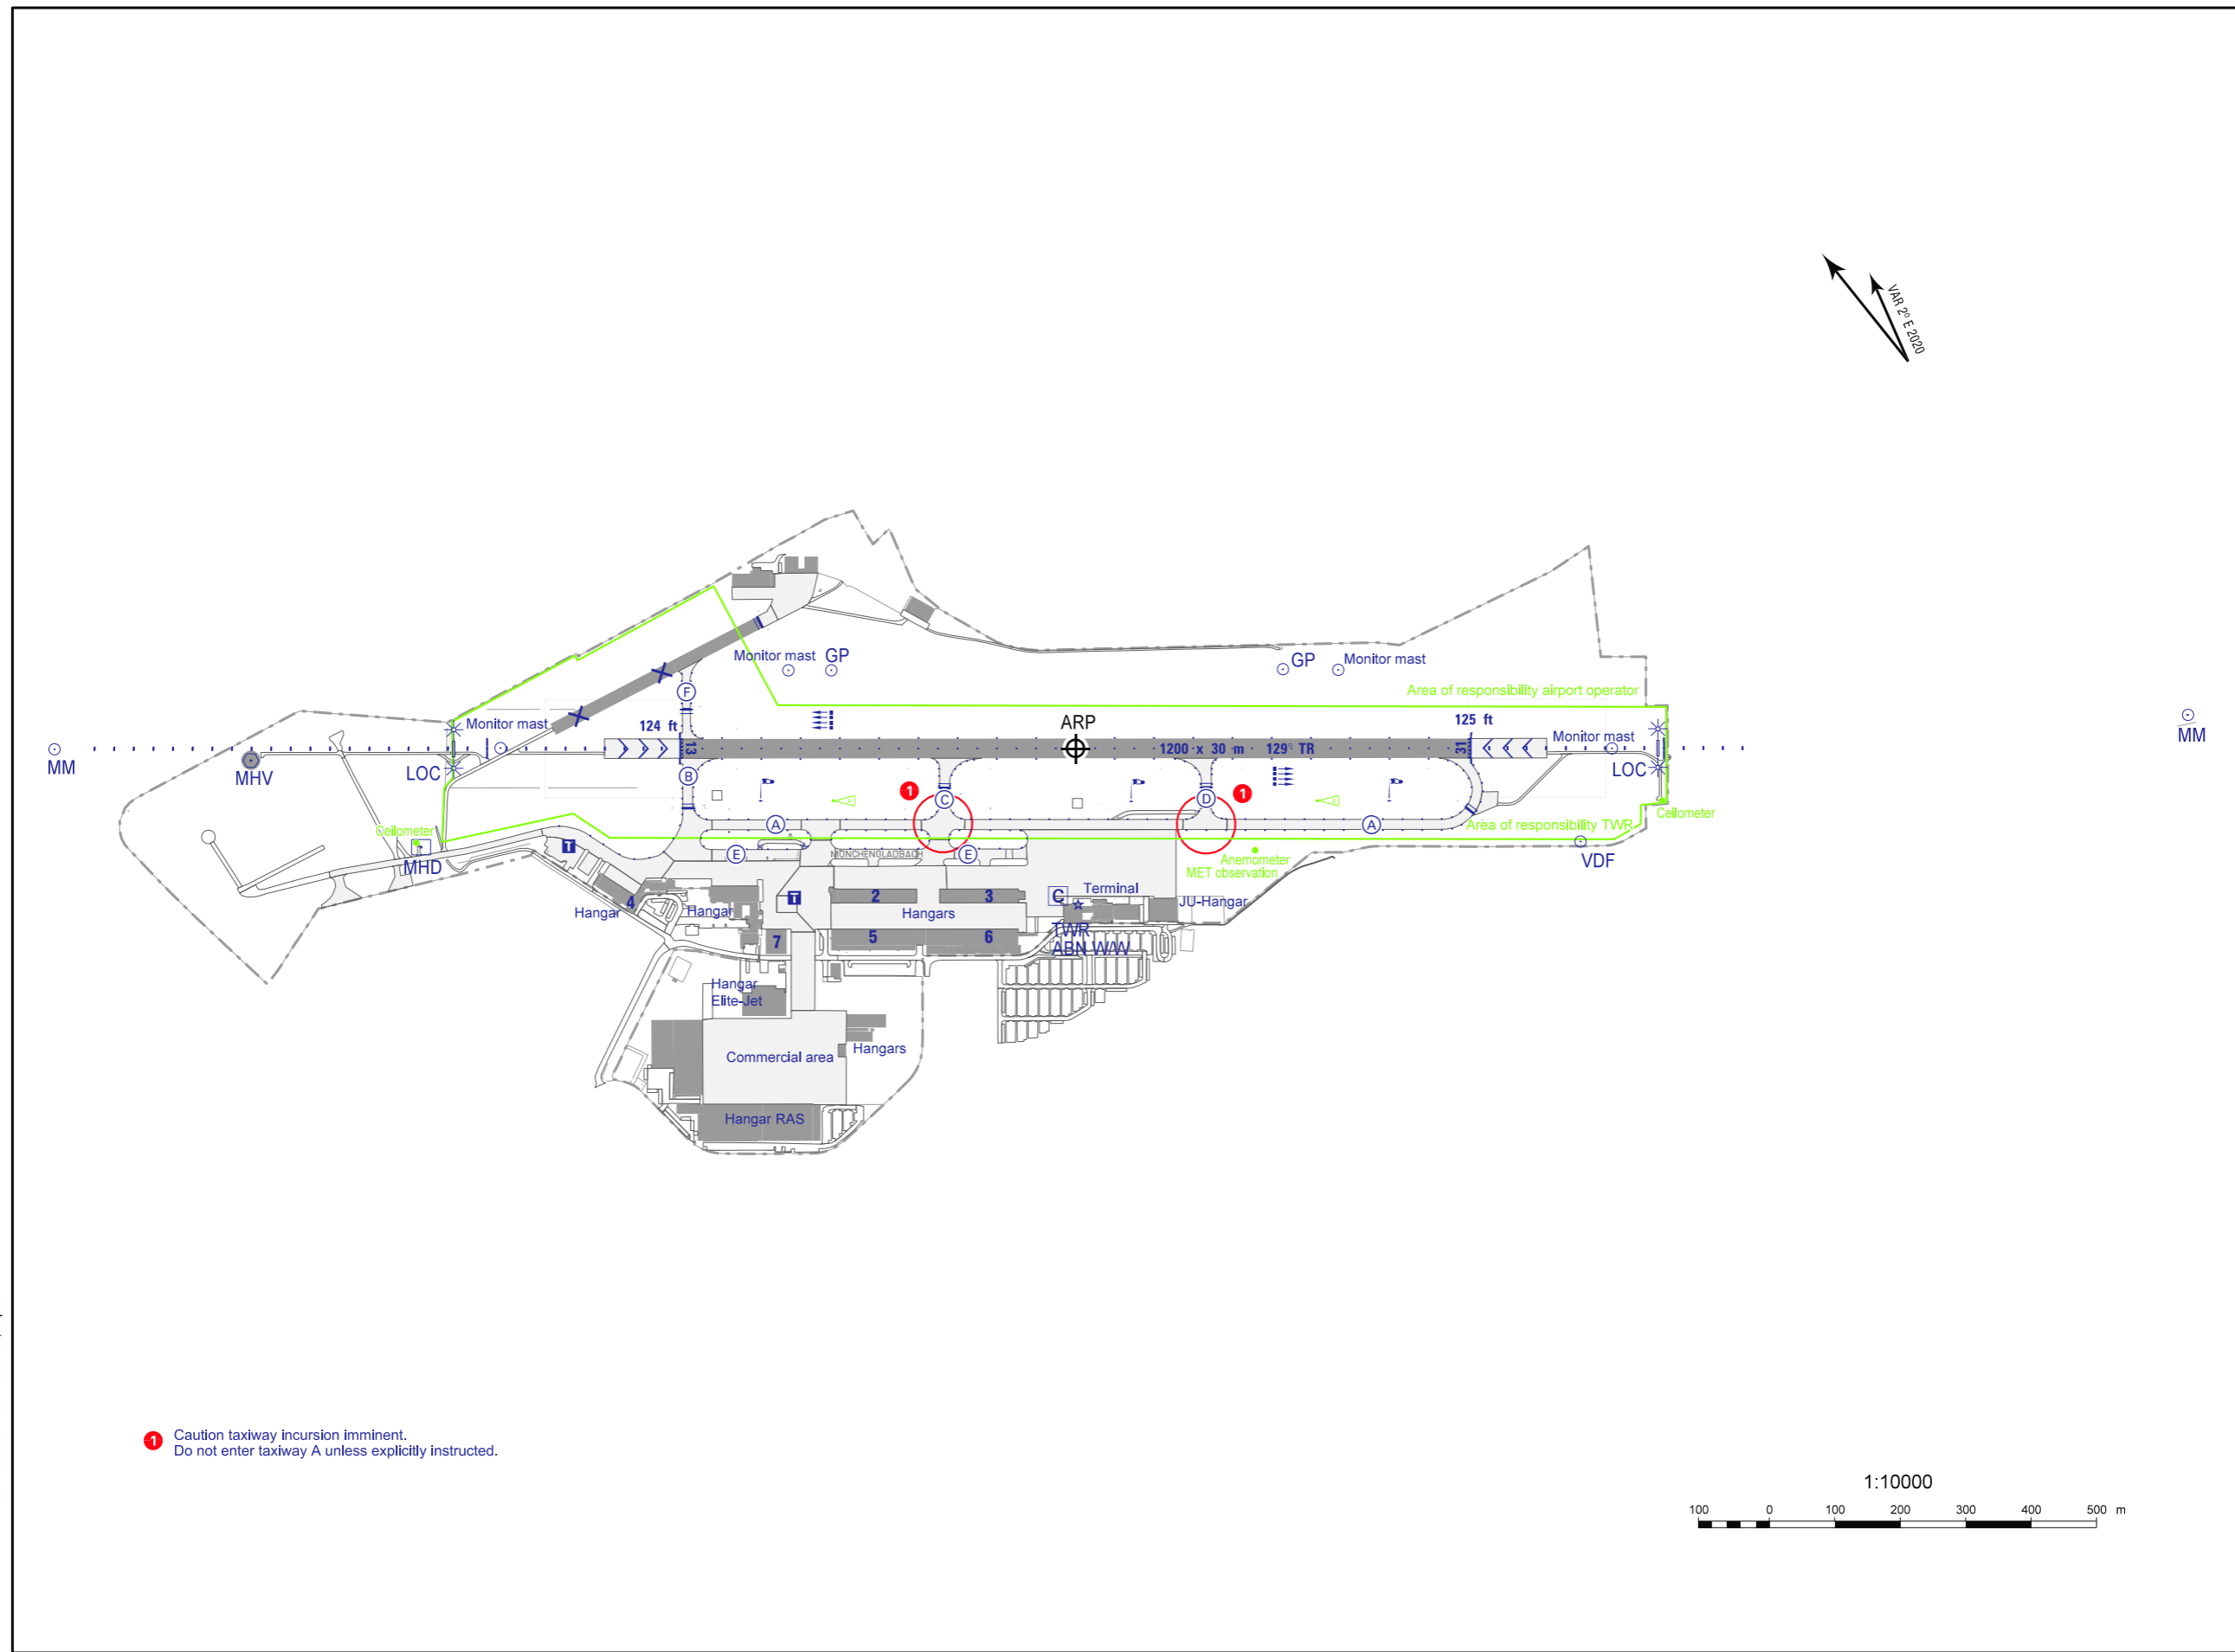 VAR 2° E 2020
Monitor mast
GP
GP
Monitor mast
F
Area of responsibility airport operator
Monitor mast
124 ft
ARP
125 ft
Monitor mast
MM
MM
13
1200 x 30 m
129° TR
31
MHV
LOC
B
LOC
1
C
D
1
Ceilometer
A
A
Area of responsibility TWR
Ceilometer
MHD
T
E
MÖNCHENGLADBACH
E
Anemometer
MET observation
VDF
4
Hangar
Hangar
T
2
3
Hangars
C
Terminal
JU-Hangar
7
5
6
TWR
ABN W/W
Hangar
Elite-Jet
Commercial area
Hangars
Hangar RAS
1 Caution taxiway incursion imminent.
Do not enter taxiway A unless explicitly instructed.
1:10000
100 0 100 200 300 400 500 m